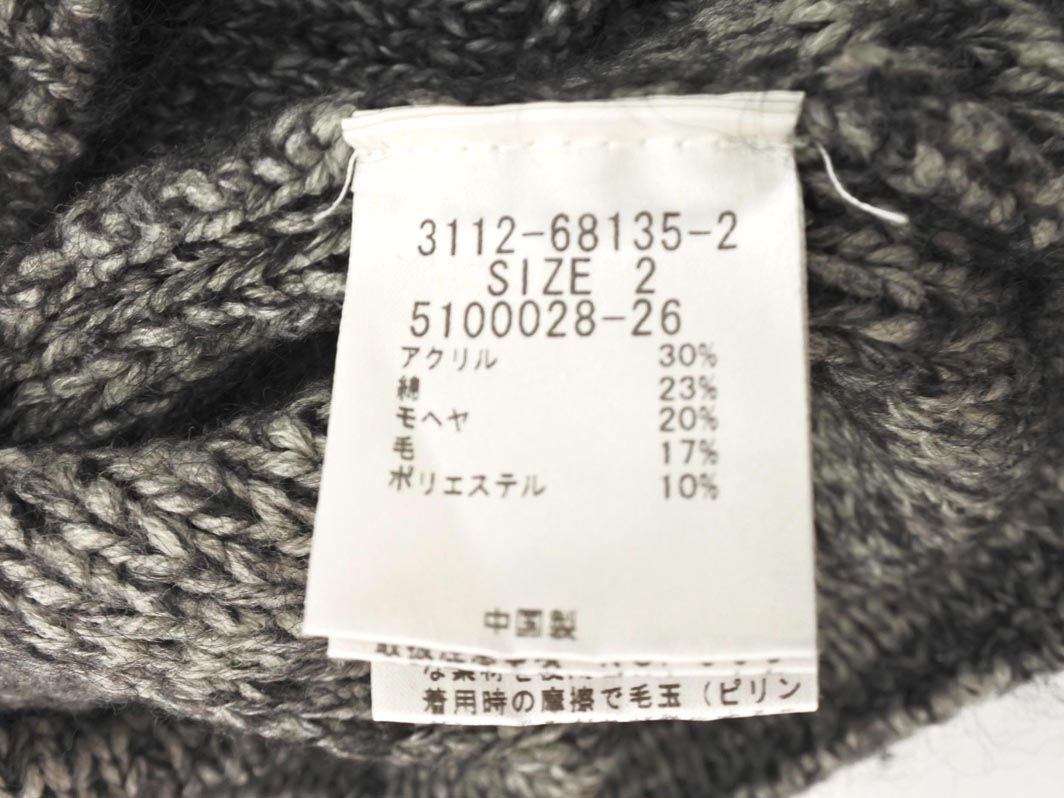 3112-68135-2
SIZE 2
5100028-26
アクリル 30%
綿 23%
モヘヤ 20%
毛 17%
ポリエステル 10%
中国製
着用時の摩擦で毛玉（ピリン